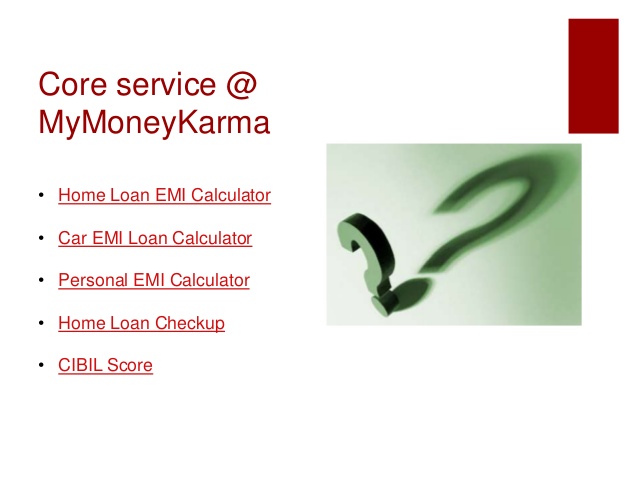 Core service @
MyMoneyKarma
• Home Loan EMI Calculator
• Car EMI Loan Calculator
• Personal EMI Calculator
• Home Loan Checkup
• CIBIL Score